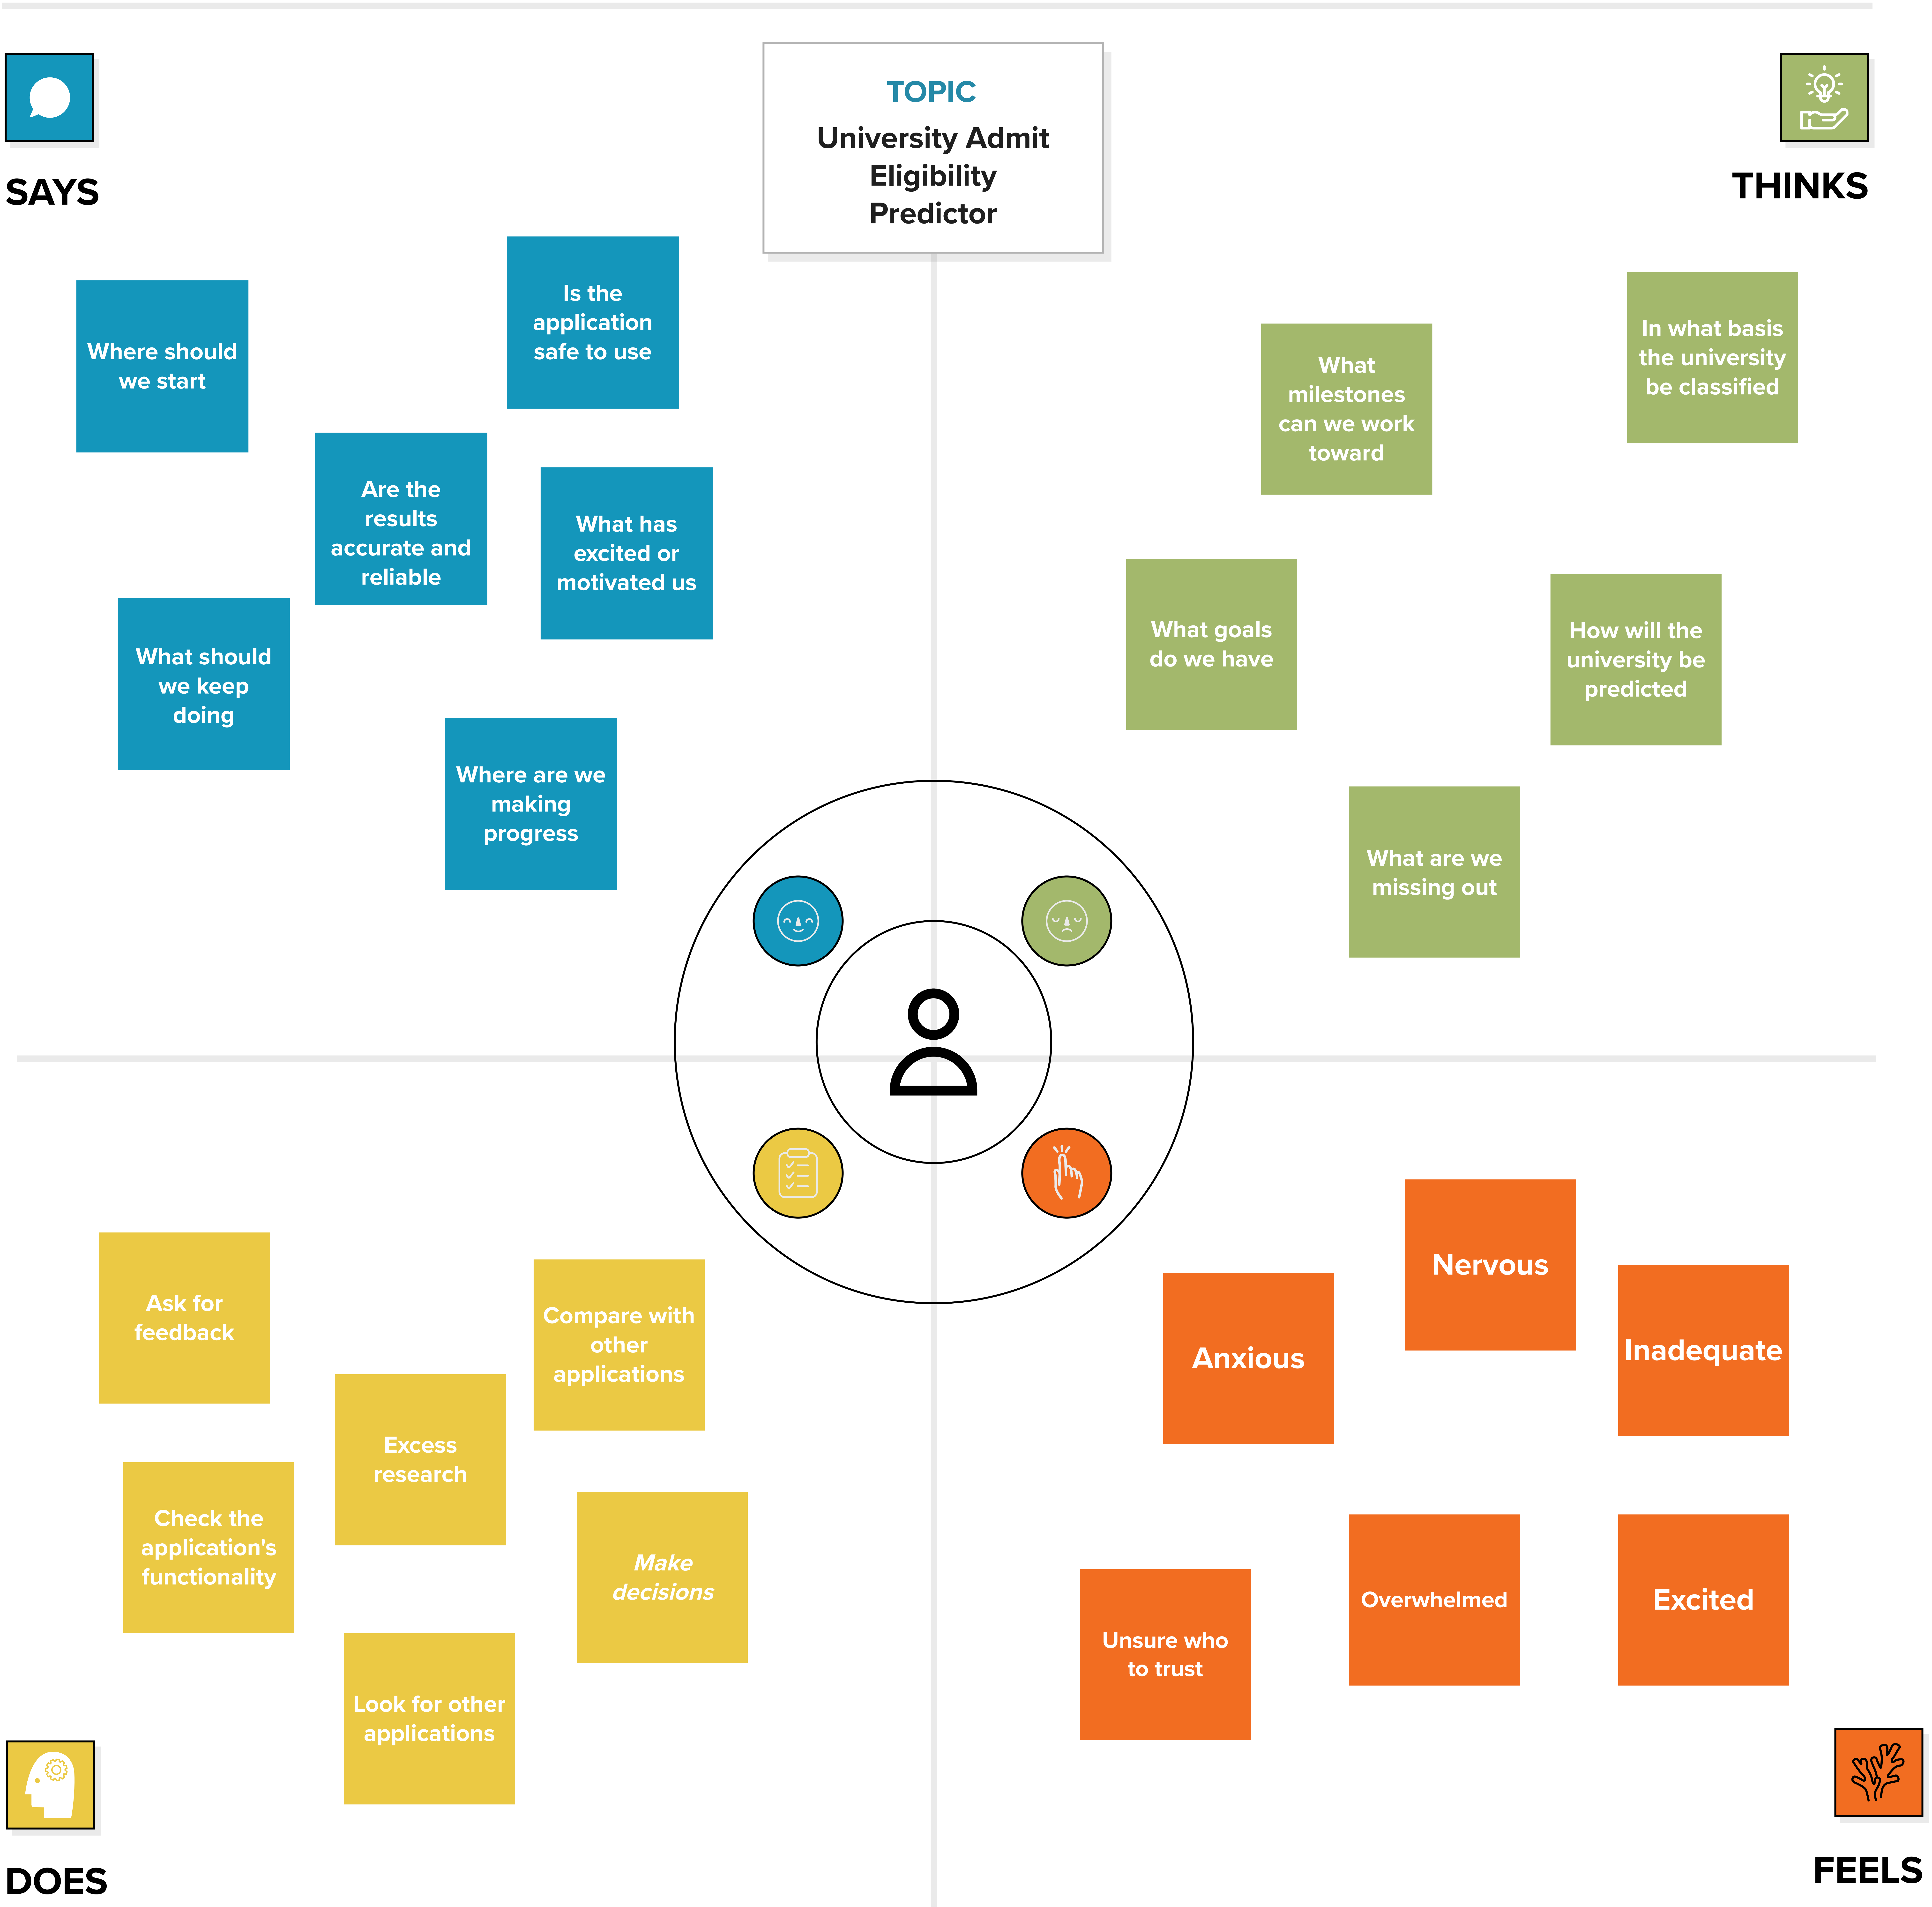 TOPIC
University Admit
Eligibility
Predictor
SAYS
Where should
we start
Is the
application
safe to use
Are the
results
accurate and
reliable
What has
excited or
motivated us
What should
we keep
doing
Where are we
making
progress
THINKS
In what basis
the university
be classified
What
milestones
can we work
toward
What goals
do we have
How will the
university be
predicted
What are we
missing out
DOES
Ask for
feedback
Compare with
other
applications
Excess
research
Check the
application's
functionality
Make
decisions
Look for other
applications
FEELS
Nervous
Anxious
Inadequate
Overwhelmed
Excited
Unsure who
to trust